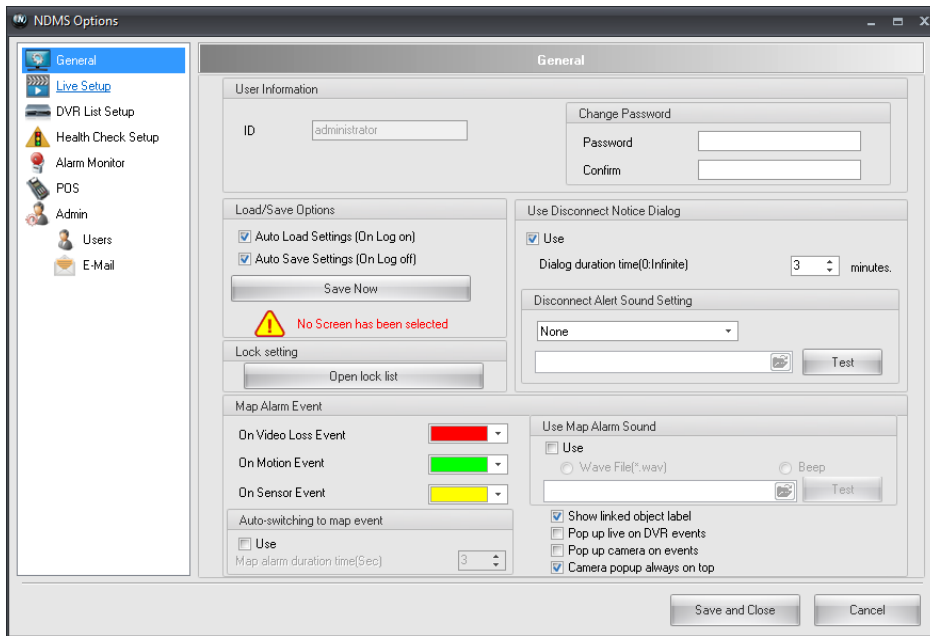 NDMS Options
General
Live Setup
DVR List Setup
Health Check Setup
Alarm Monitor
POS
Admin
Users
E-Mail
General
User Information
ID administrator
Change Password
Password
Confirm
Load/Save Options
Auto Load Settings (On Log on)
Auto Save Settings (On Log off)
Save Now
No Screen has been selected
Lock setting
Open lock list
Use Disconnect Notice Dialog
Use
Dialog duration time(0:Infinite) 3 minutes.
Disconnect Alert Sound Setting
None
Test
Map Alarm Event
On Video Loss Event
On Motion Event
On Sensor Event
Auto-switching to map event
Use
Map alarm duration time(Sec) 3
Use Map Alarm Sound
Use
Wave File(*.wav) Beep
Test
Show linked object label
Pop up live on DVR events
Pop up camera on events
Camera popup always on top
Save and Close Cancel